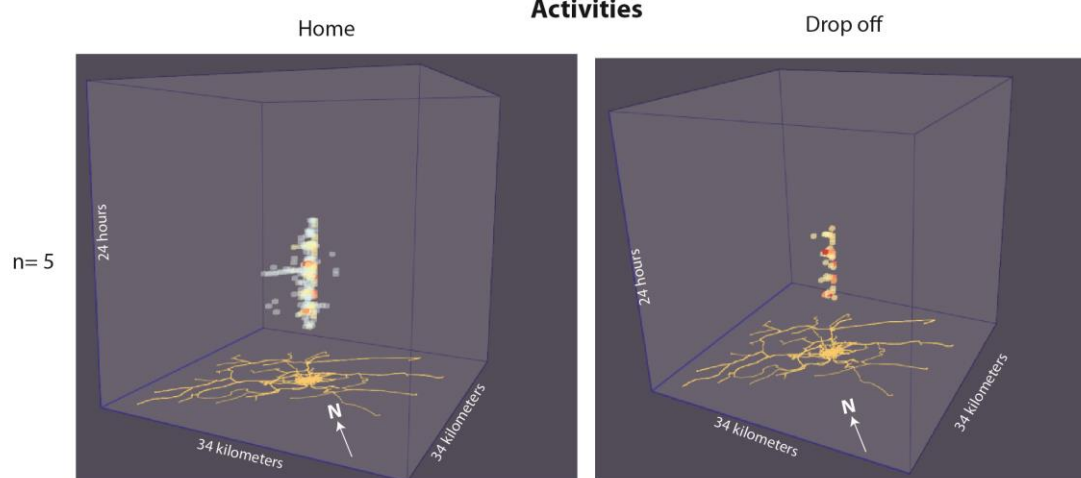 Activities
Home
Drop off
n= 5
24 hours
34 kilometers
34 kilometers
N
24 hours
34 kilometers
34 kilometers
N